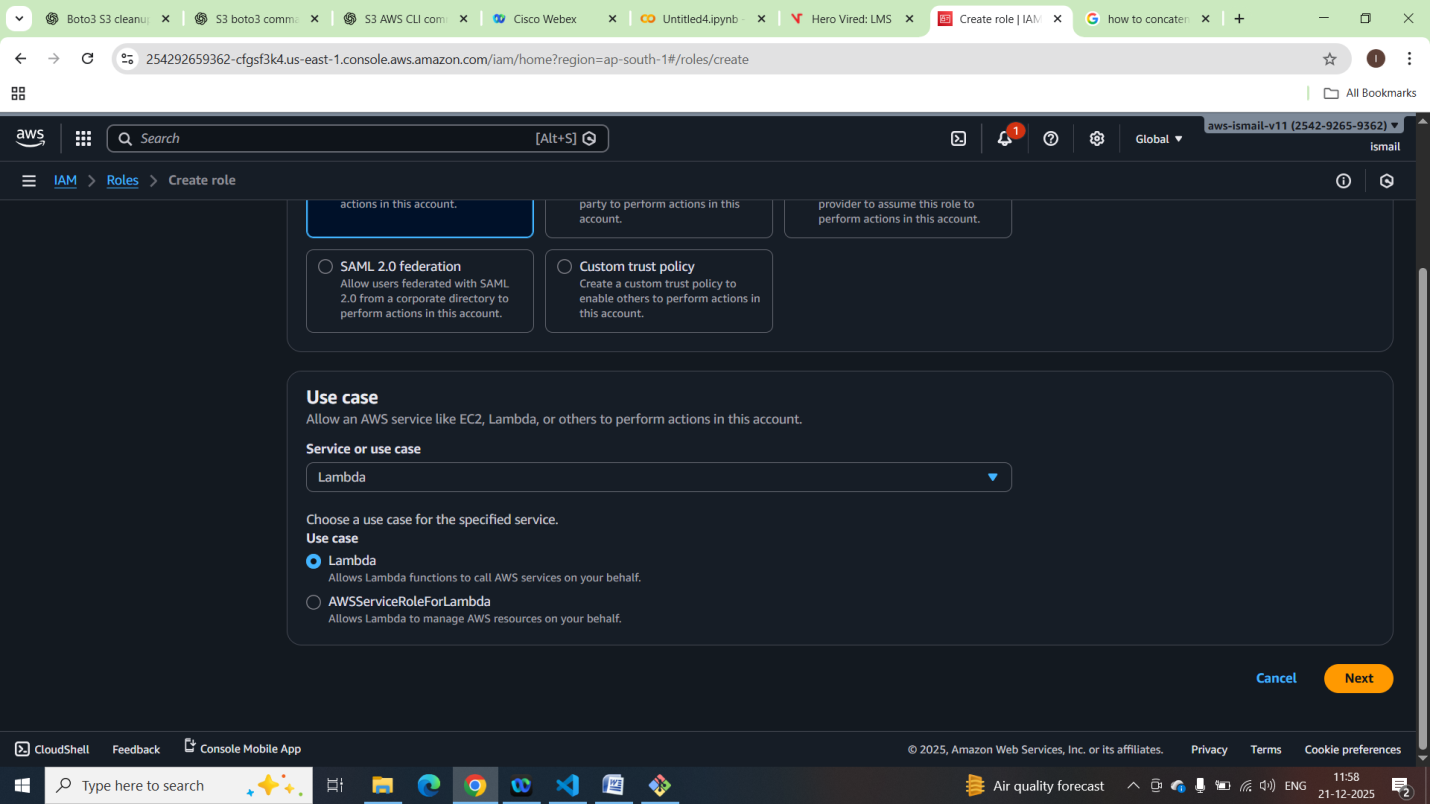 Boto3 S3 cleanup
S3 boto3 comma
S3 AWS CLI com
Cisco Webex
Untitled4.ipynb -
Hero Vired: LMS
Create role | IAM
how to concaten
254292659362-cfgsf3k4.us-east-1.console.aws.amazon.com/iam/home?region=ap-south-1#/roles/create
I
All Bookmarks
aws
Search
[Alt+S]
1
Global
aws-ismail-v11 (2542-9265-9362)
ismail
IAM
Roles
Create role
actions in this account.
party to perform actions in this
account.
provider to assume this role to
perform actions in this account.
SAML 2.0 federation
Allow users federated with SAML
2.0 from a corporate directory to
perform actions in this account.
Custom trust policy
Create a custom trust policy to
enable others to perform actions in
this account.
Use case
Allow an AWS service like EC2, Lambda, or others to perform actions in this account.
Service or use case
Lambda
Choose a use case for the specified service.
Use case
Lambda
Allows Lambda functions to call AWS services on your behalf.
AWSServiceRoleForLambda
Allows Lambda to manage AWS resources on your behalf.
Cancel
Next
CloudShell
Feedback
Console Mobile App
© 2025, Amazon Web Services, Inc. or its affiliates.
Privacy
Terms
Cookie preferences
Type here to search
Air quality forecast
ENG
11:58
21-12-2025
2